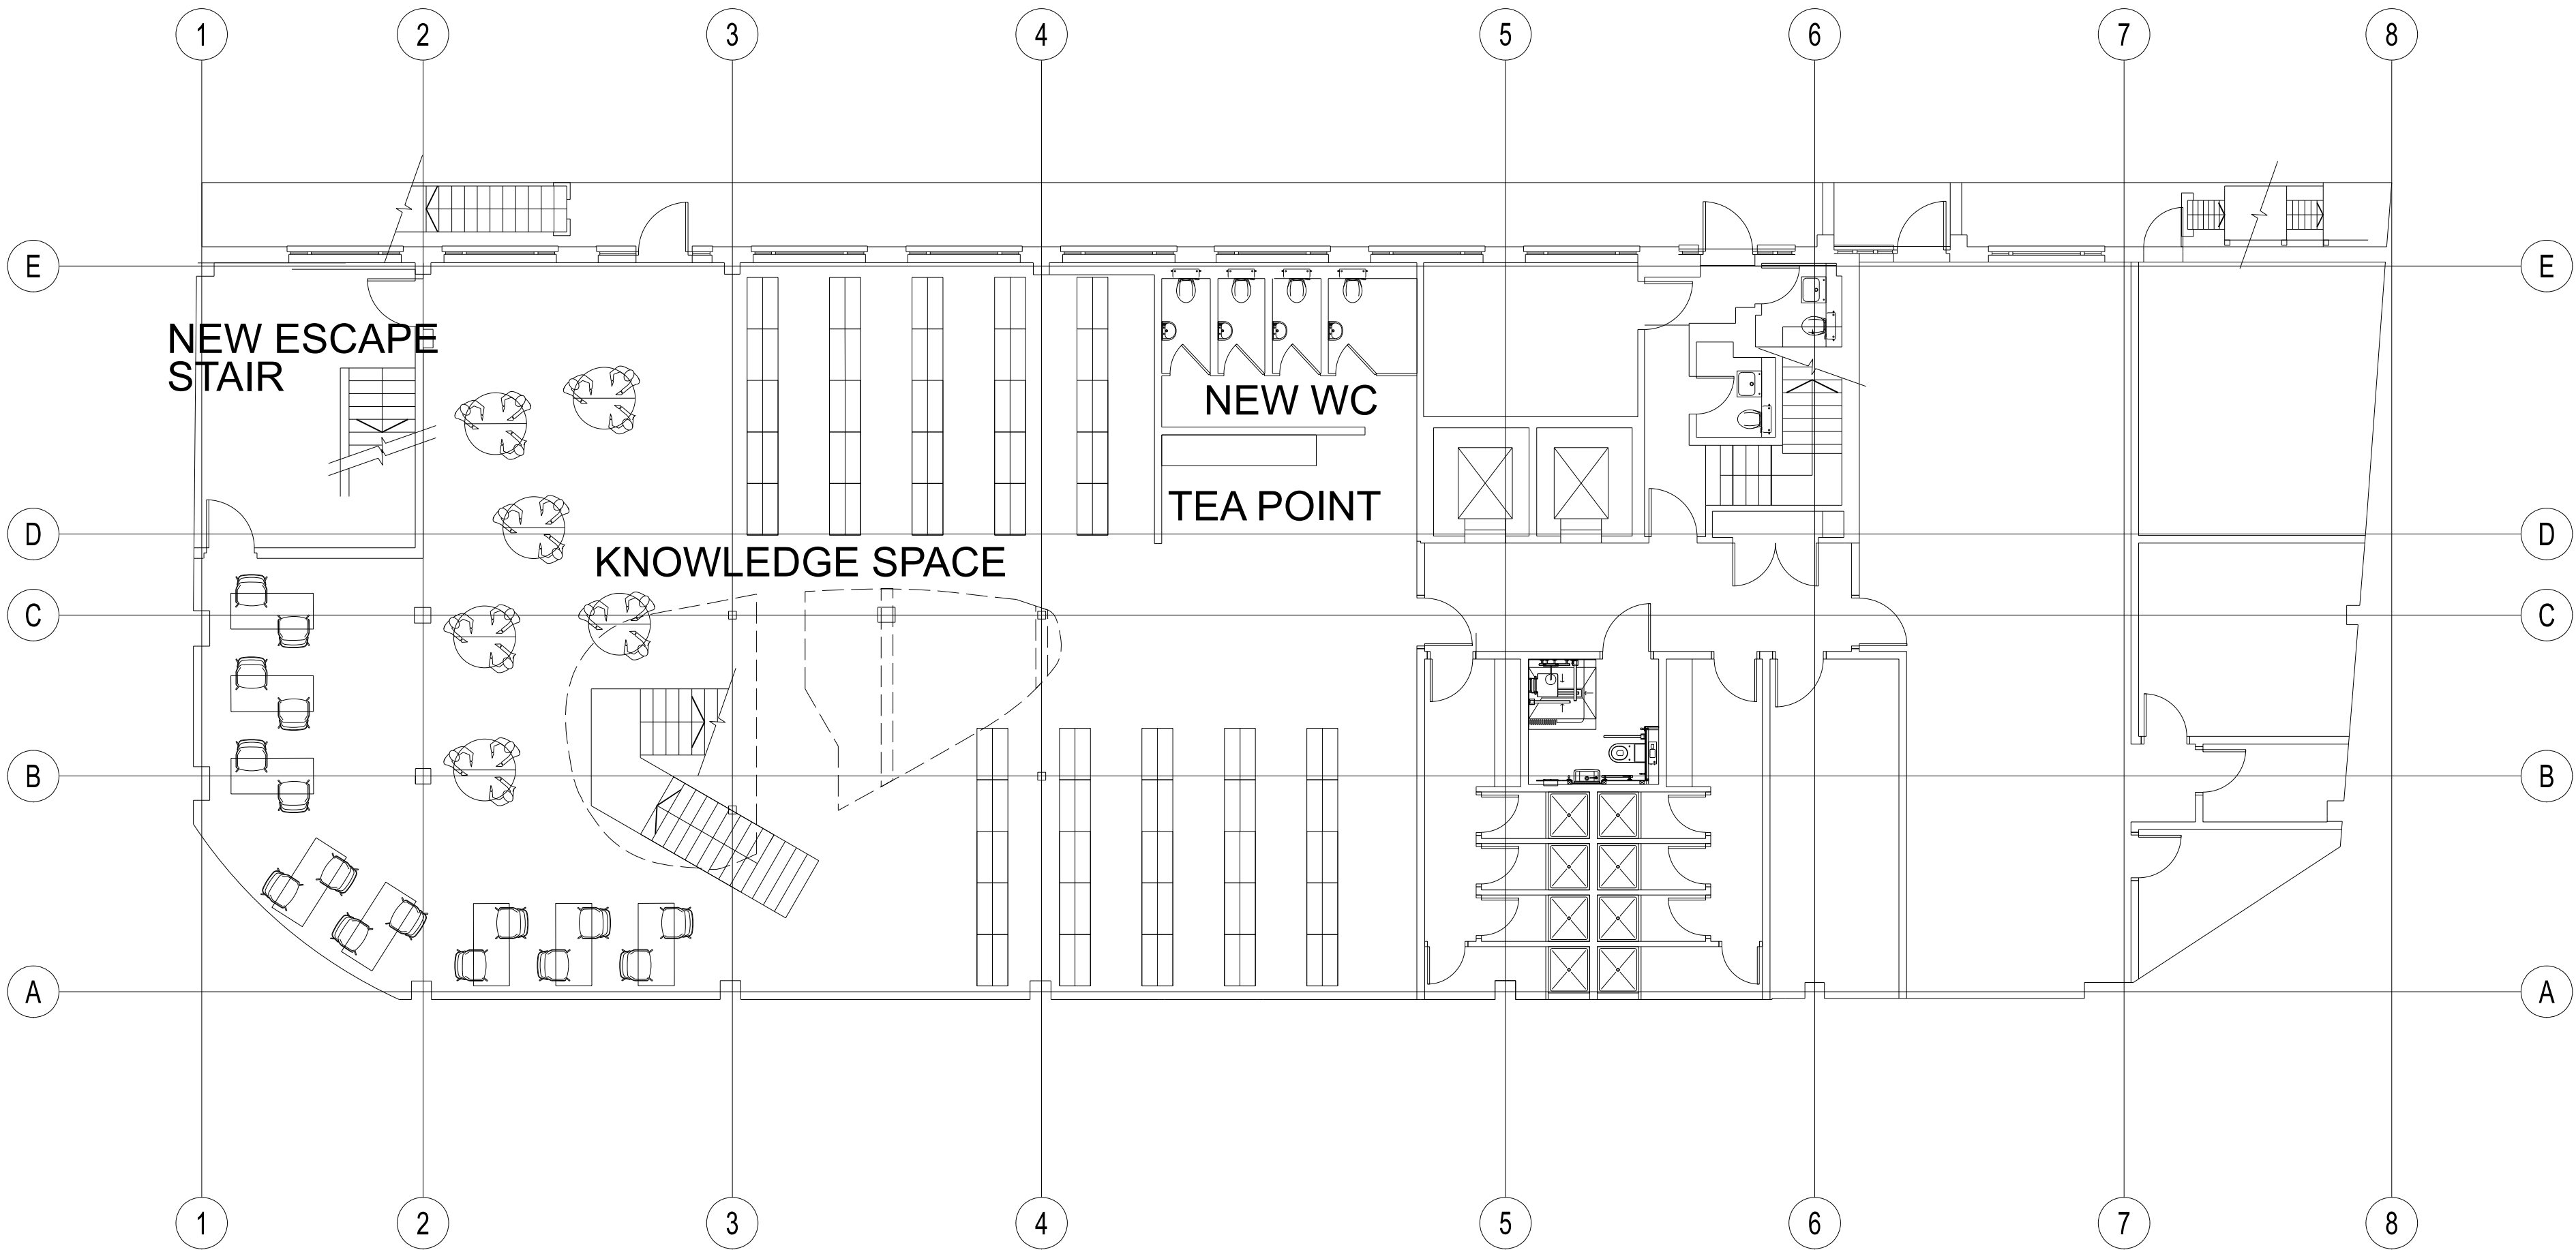 1 2 3 4 5 6 7 8
E E
NEW ESCAPE
STAIR
NEW WC
TEA POINT
D D
KNOWLEDGE SPACE
C C
B B
A A
1 2 3 4 5 6 7 8